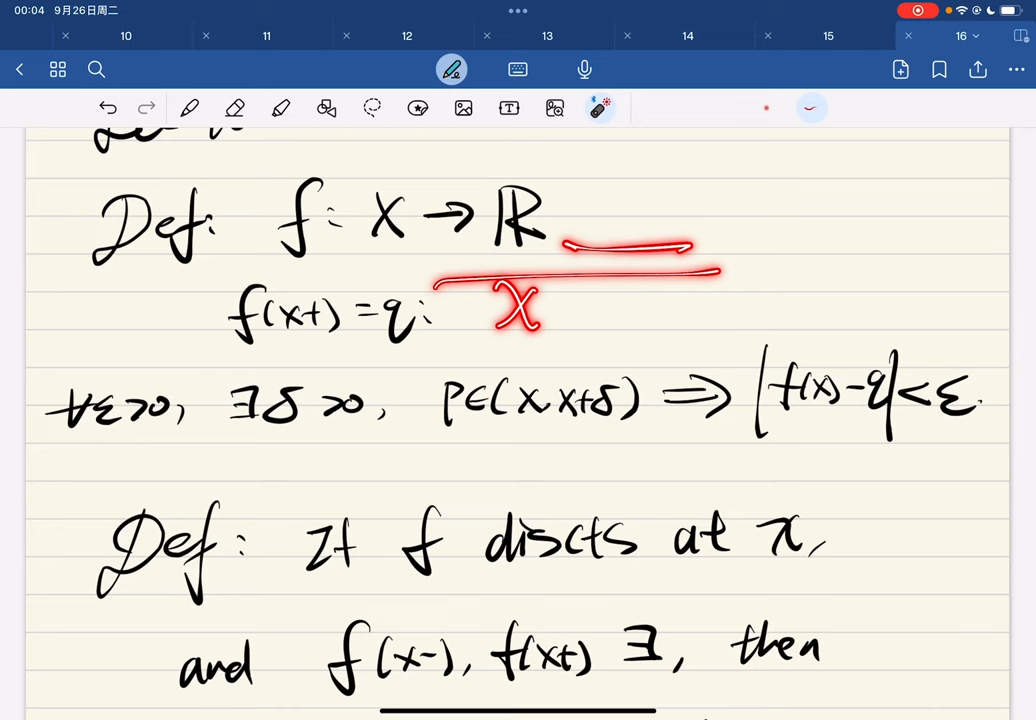 00:04 9月26日周二
10 11 12 13 14 15 16
Def: f: X → ℝ
f(x+) = q:
x
∀ε>0, ∃δ>0, p∈(x, x+δ) ⟹ |f(x)-q|<ε.
Def: If f discts at x,
and f(x-), f(x+) ∃, then